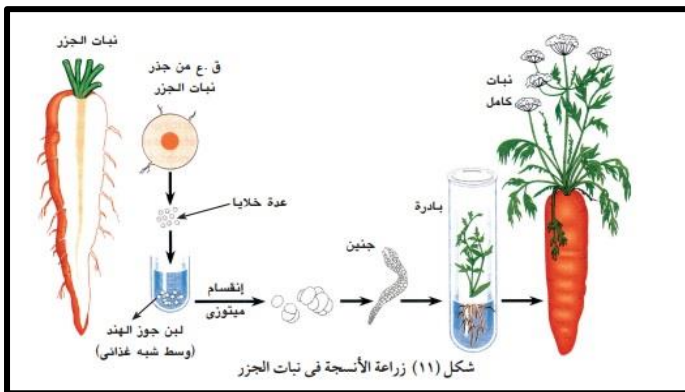 نبات الجزر
ق.ع من جذر
نبات الجزر
نبات
كامل
عدة خلايا
بادرة
جنين
إنقسام
ميتوزى
لبن جوز الهند
(وسط شبه غذائى)
شكل (١١) زراعة الأنسجة فى نبات الجزر